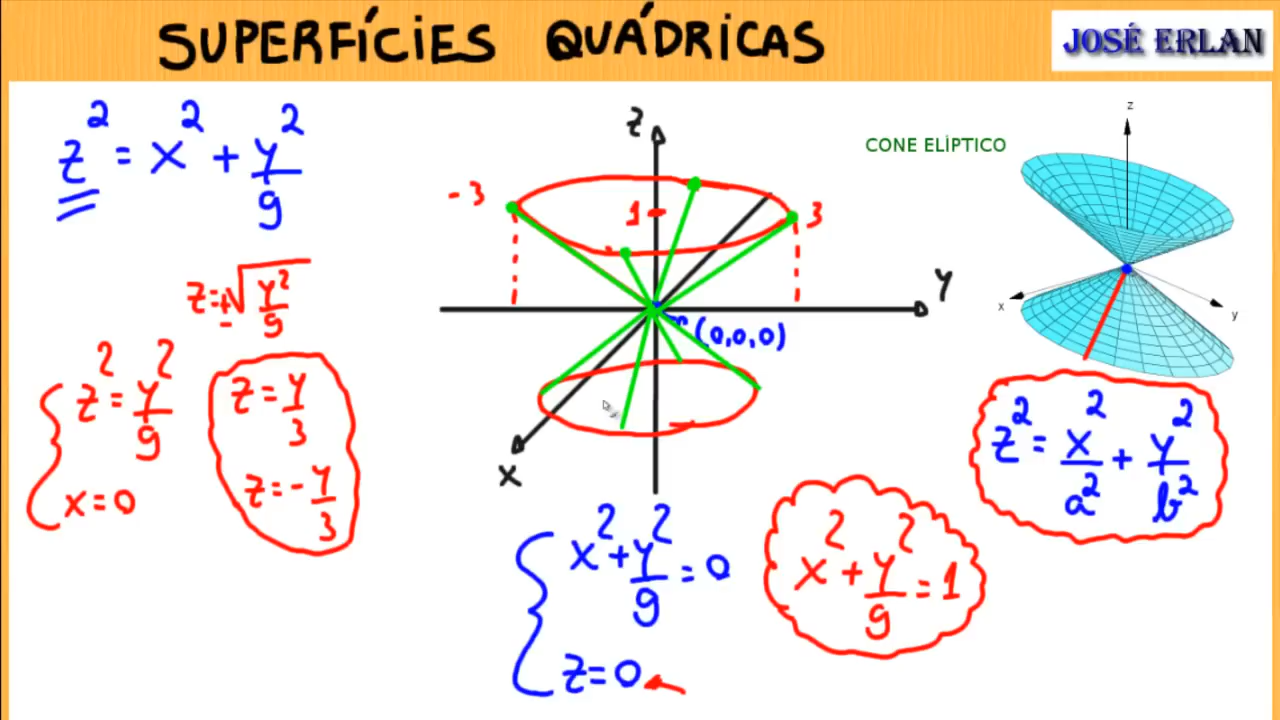 SUPERFÍCIES QUÁDRICAS
JOSÉ ERLAN
z² = x² + y²/9
z = ±√(y²/9)
z² = y²/9
x = 0
z = y/3
z = -y/3
z
-3
1
3
y
(0,0,0)
x
x² + y²/9 = 0
z = 0
x² + y²/9 = 1
CONE ELÍPTICO
z
x
y
z² = x²/a² + y²/b²